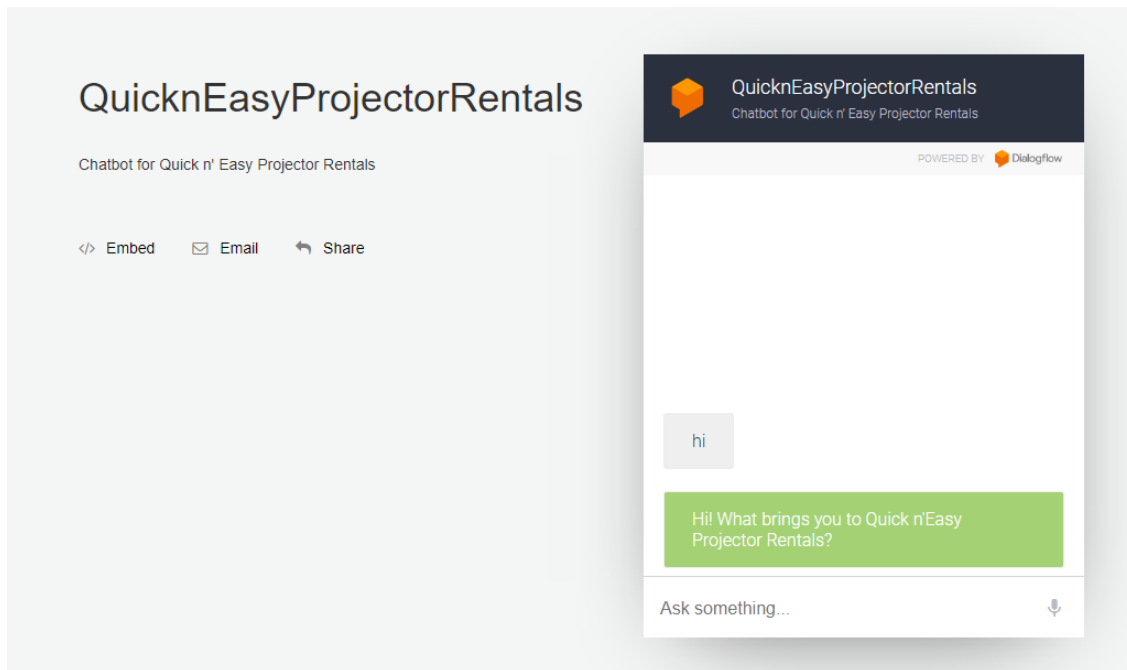 QuicknEasyProjectorRentals
Chatbot for Quick n' Easy Projector Rentals
</> Embed Email Share
QuicknEasyProjectorRentals
Chatbot for Quick n' Easy Projector Rentals
POWERED BY Dialogflow
hi
Hi! What brings you to Quick n'Easy
Projector Rentals?
Ask something...